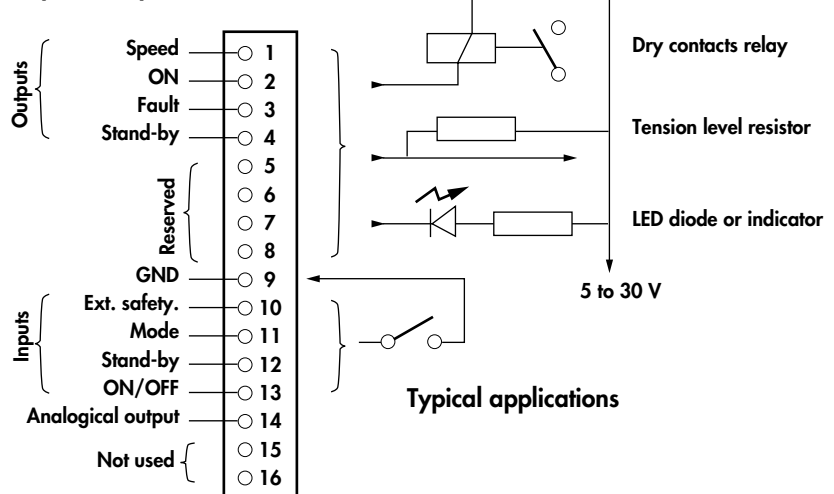 Outputs
Speed 1
ON 2
Fault 3
Stand-by 4
Reserved
5
6
7
8
GND 9
Inputs
Ext. safety. 10
Mode 11
Stand-by 12
ON/OFF 13
Analogical output 14
Not used
15
16
Dry contacts relay
Tension level resistor
LED diode or indicator
5 to 30 V
Typical applications